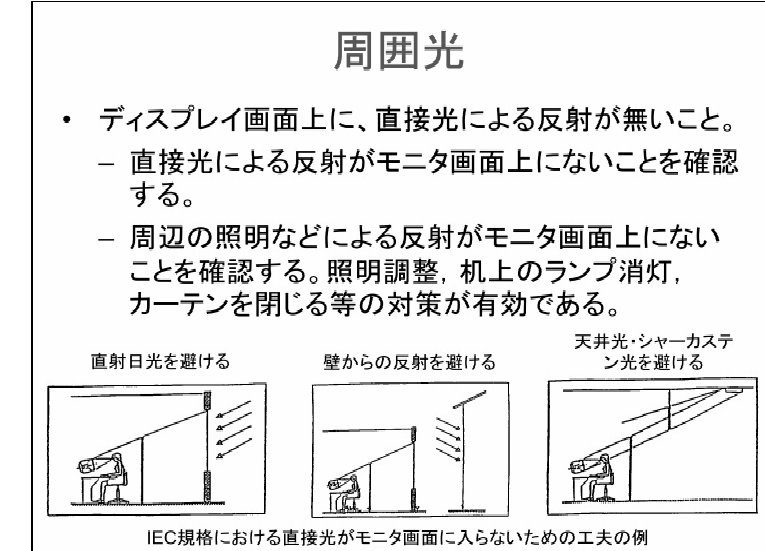 周囲光
• ディスプレイ画面上に、直接光による反射が無いこと。
– 直接光による反射がモニタ画面上にないことを確認
する。
– 周辺の照明などによる反射がモニタ画面上にない
ことを確認する。照明調整，机上のランプ消灯，
カーテンを閉じる等の対策が有効である。
直射日光を避ける
壁からの反射を避ける
天井光・シャーカステ
ン光を避ける
IEC規格における直接光がモニタ画面に入らないための工夫の例